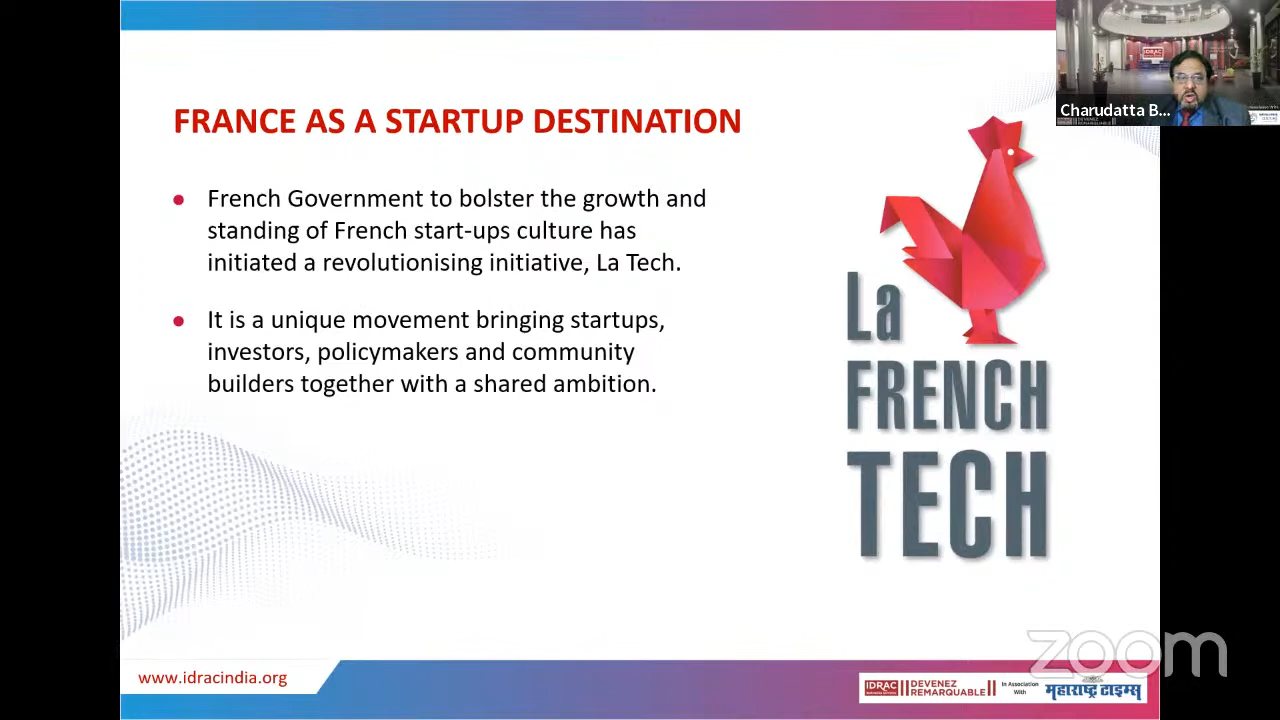 FRANCE AS A STARTUP DESTINATION
French Government to bolster the growth and
standing of French start-ups culture has
initiated a revolutionising initiative, La Tech.
It is a unique movement bringing startups,
investors, policymakers and community
builders together with a shared ambition.
La
FRENCH
TECH
Charudatta B...
IDRAC
zoom
www.idracindia.org
IDRAC
DEVENEZ
REMARQUABLE
In Association
With
महाराष्ट्र टाइम्स